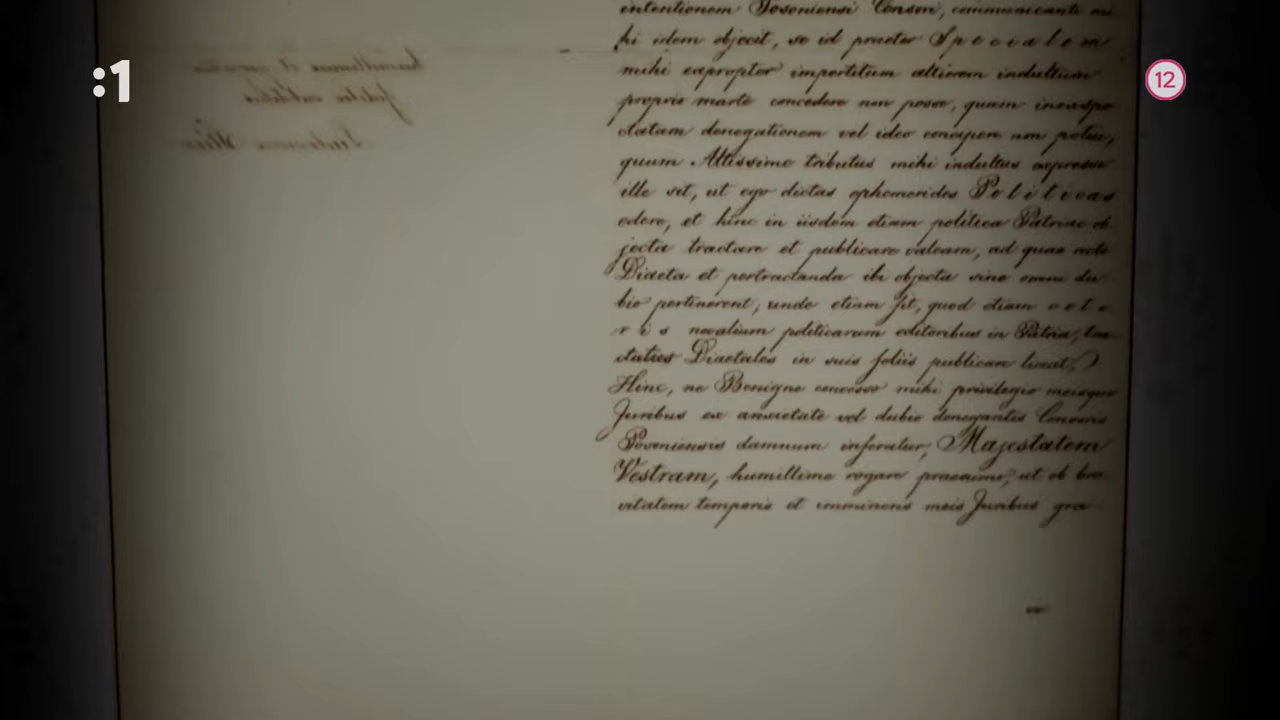 :1
12
intentionem Posoniensi Censori, communicanti mi-
hi idem objecit, se id praeter Specialem
mihi exproptor impertitum altiorem indultum
proprio marte concedere non posse, quam inexspe-
ctatam denegationem vel ideo concipere non potui,
quum Altissimo tributus mihi indultus expresse
ille sit, ut ego dictas ephemerides Politicas
edere, et hinc in iisdem etiam politica Patriae ob-
jecta tractare et publicare valeam, ad quae recte
Diaeta et pertractanda ibi objecta sine omni du-
bio pertinerent, unde etiam fit, quod etiam cete-
ris novalium politicarum editoribus in Patria,
Diaetales in suis foliis publicare liceat,
Hinc, ne Benigne concesso mihi privilegio meisque
Juribus ex anxietate vel dubio denegantis Censoris
Posoniensis damnum inferatur, Majestatem
Vestram, humillime rogare praesumo, ut ob bre-
vitatem temporis et imminens meis Juribus gra-